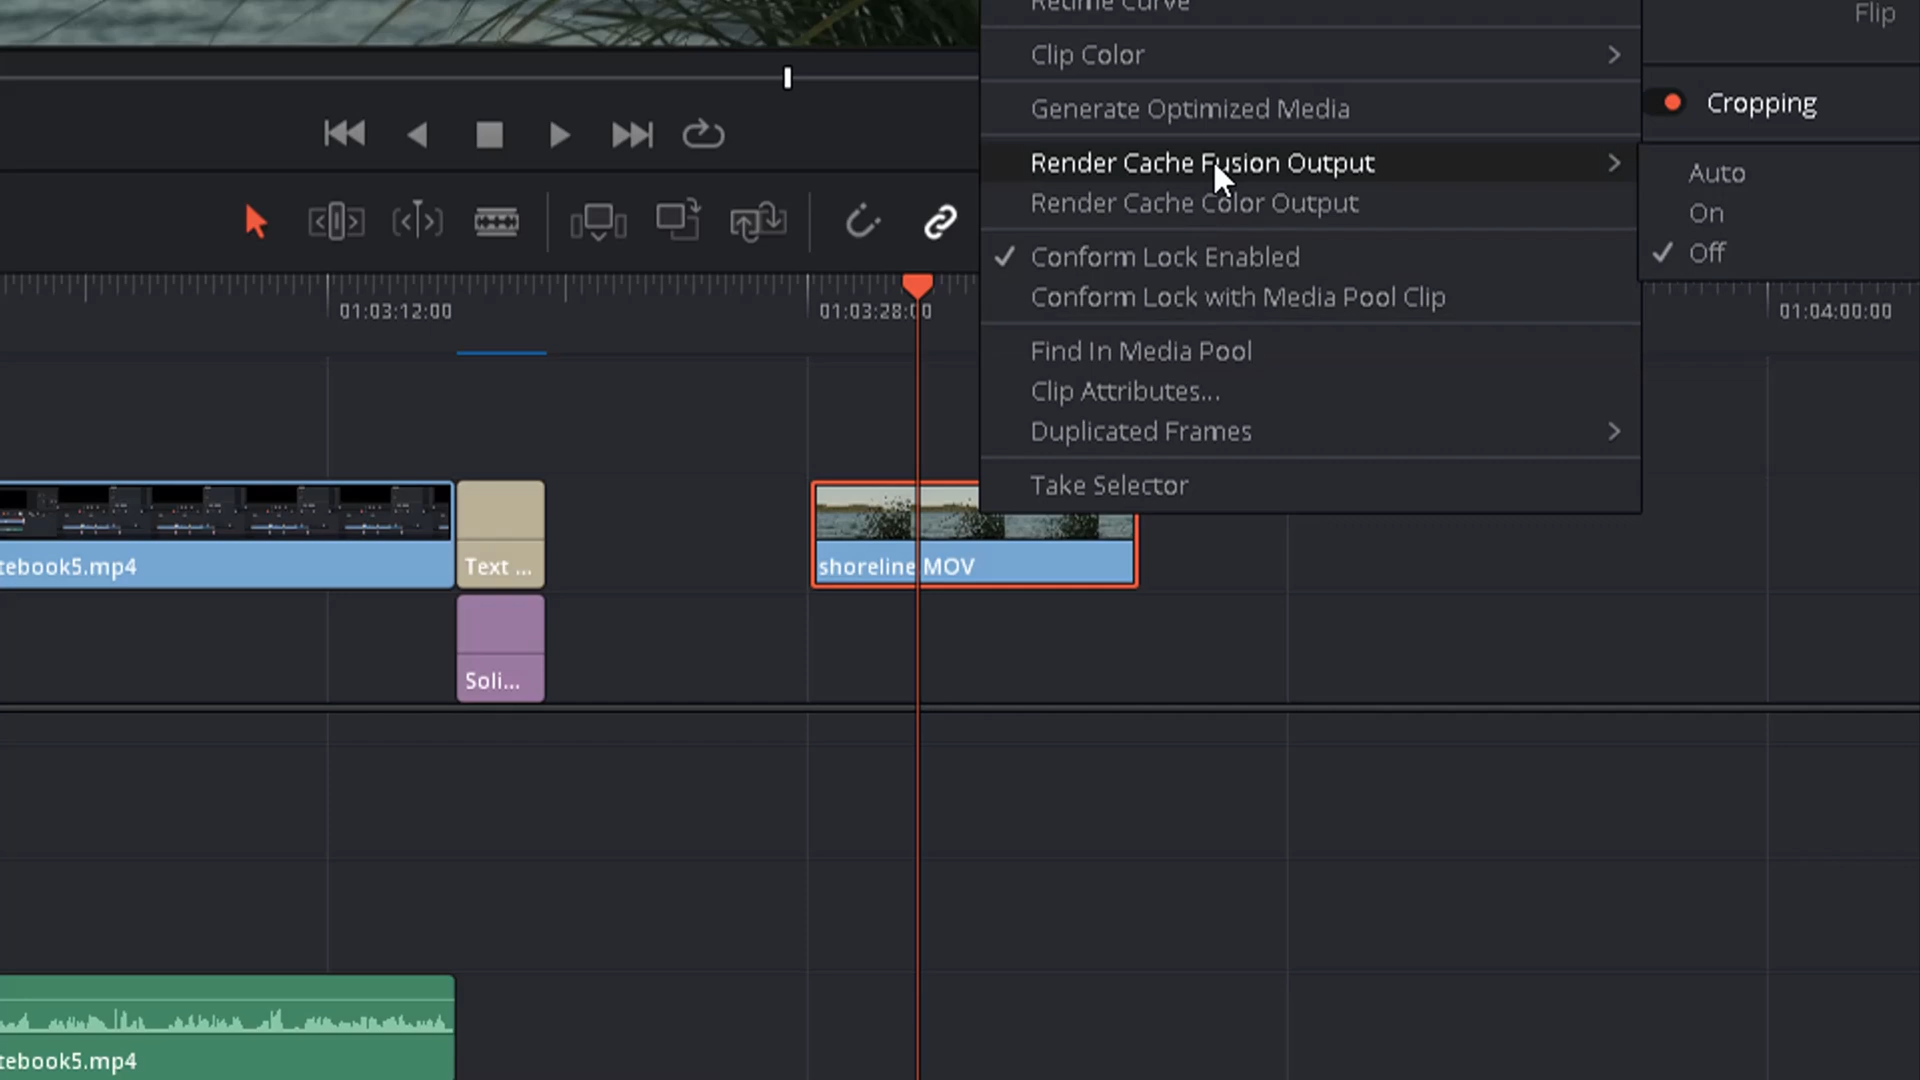 Retime Curve
Flip
Clip Color
Generate Optimized Media
Cropping
Render Cache Fusion Output
Auto
Render Cache Color Output
On
Conform Lock Enabled
Off
Conform Lock with Media Pool Clip
01:03:12:00
01:03:28:00
01:04:00:00
Find In Media Pool
Clip Attributes...
Duplicated Frames
Take Selector
tebook5.mp4
Text ...
shoreline.MOV
Soli...
tebook5.mp4